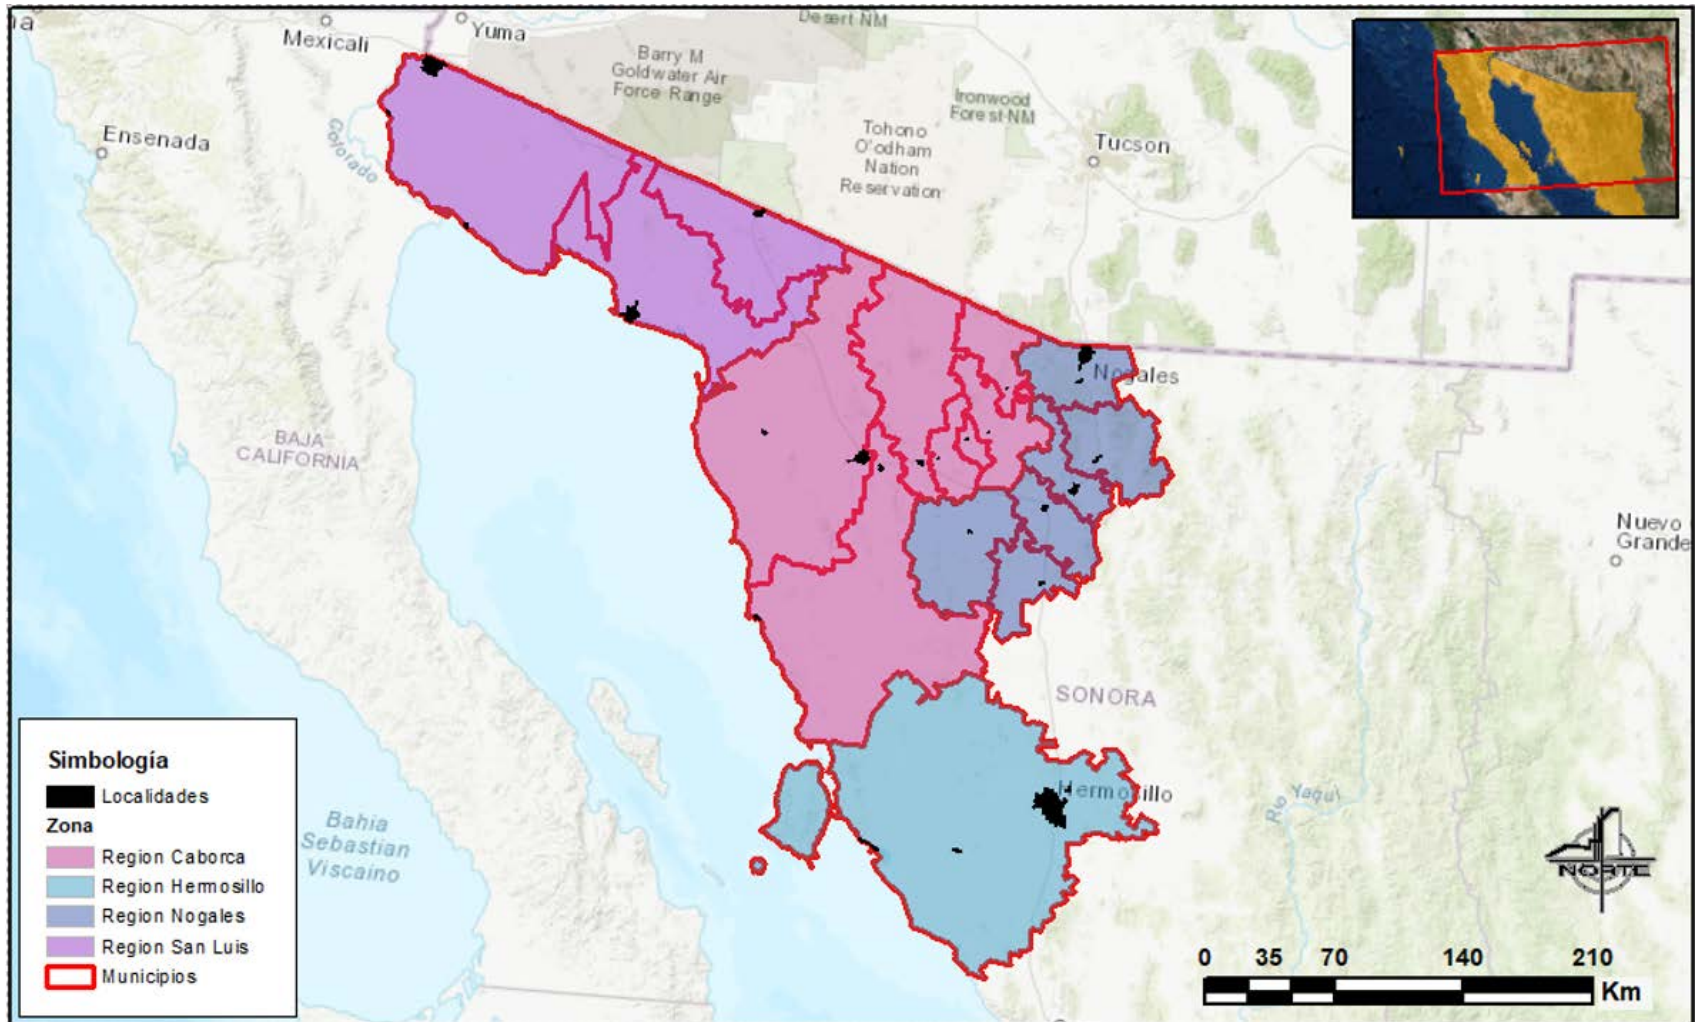 na
Mexicali
Yuma
Desert NM
Barry M
Goldwater Air
Force Range
Ironwood
Forest NM
Ensenada
Colorado
Tohono
O'odham
Nation
Reservation
Tucson
Nogales
BAJA
CALIFORNIA
Nuevo
Grande
SONORA
Hermosillo
Rio Yaqui
Bahia
Sebastian
Viscaino
Simbología
Localidades
Zona
Region Caborca
Region Hermosillo
Region Nogales
Region San Luis
Municipios
NORTE
0 35 70 140 210
Km